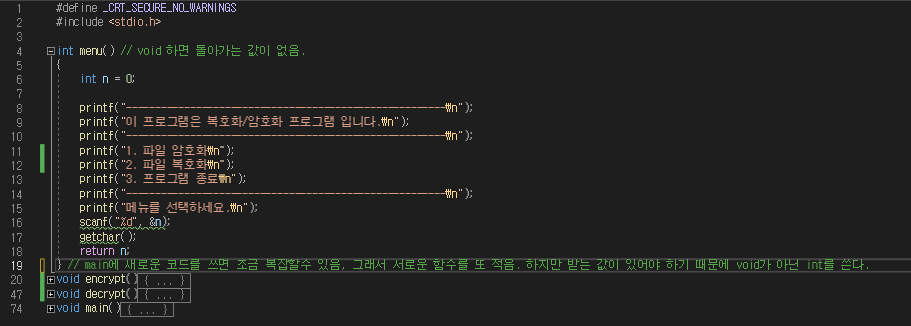 1 #define _CRT_SECURE_NO_WARNINGS
2 #include <stdio.h>
3
4 int menu() // void 하면 돌아가는 값이 없음.
5 {
6 int n = 0;
7
8 printf("-------------------------------------------------------₩n");
9 printf("이 프로그램은 복호화/암호화 프로그램 입니다.₩n");
10 printf("-------------------------------------------------------₩n");
11 printf("1. 파일 암호화₩n");
12 printf("2. 파일 복호화₩n");
13 printf("3. 프로그램 종료₩n");
14 printf("-------------------------------------------------------₩n");
15 printf("메뉴를 선택하세요.₩n");
16 scanf("%d", &n);
17 getchar();
18 return n;
19 } // main에 새로운 코드를 쓰면 조금 복잡할수 있음, 그래서 서로운 함수를 또 적음. 하지만 받는 값이 있어야 하기 때문에 void가 아닌 int를 쓴다.
20 void encrypt() { ... }
47 void decrypt() { ... }
74 void main() { ... }